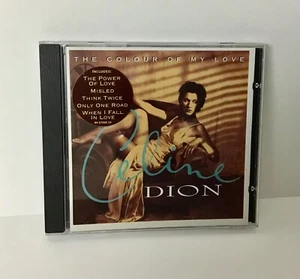 THE COLOUR OF MY LOVE
INCLUDES:
THE POWER
OF LOVE
MISLED
THINK TWICE
ONLY ONE ROAD
WHEN I FALL
IN LOVE
Celine
DION